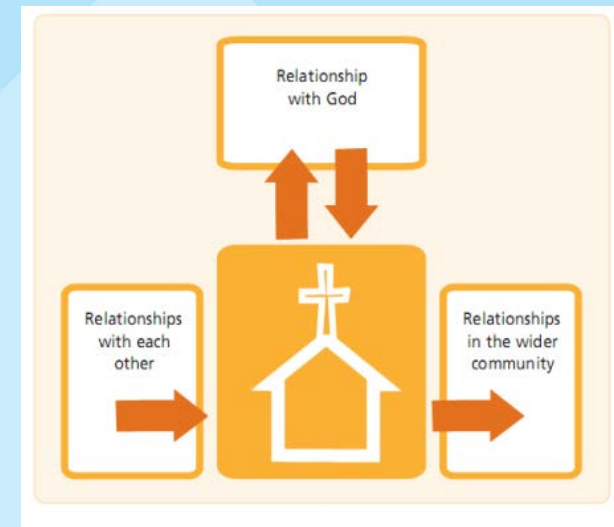 Relationship
with God
Relationships
with each
other
Relationships
in the wider
community